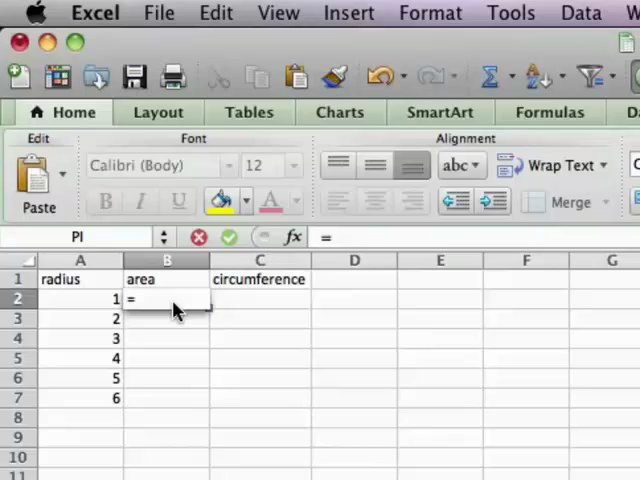 Excel File Edit View Insert Format Tools Data W
Home Layout Tables Charts SmartArt Formulas Da
Edit Font Alignment
Calibri (Body) 12 abc Wrap Text
Paste B I U A Merge
PI fx =
A B C D E F G
1 radius area circumference
2 1 =
3 2
4 3
5 4
6 5
7 6
8
9
10
11